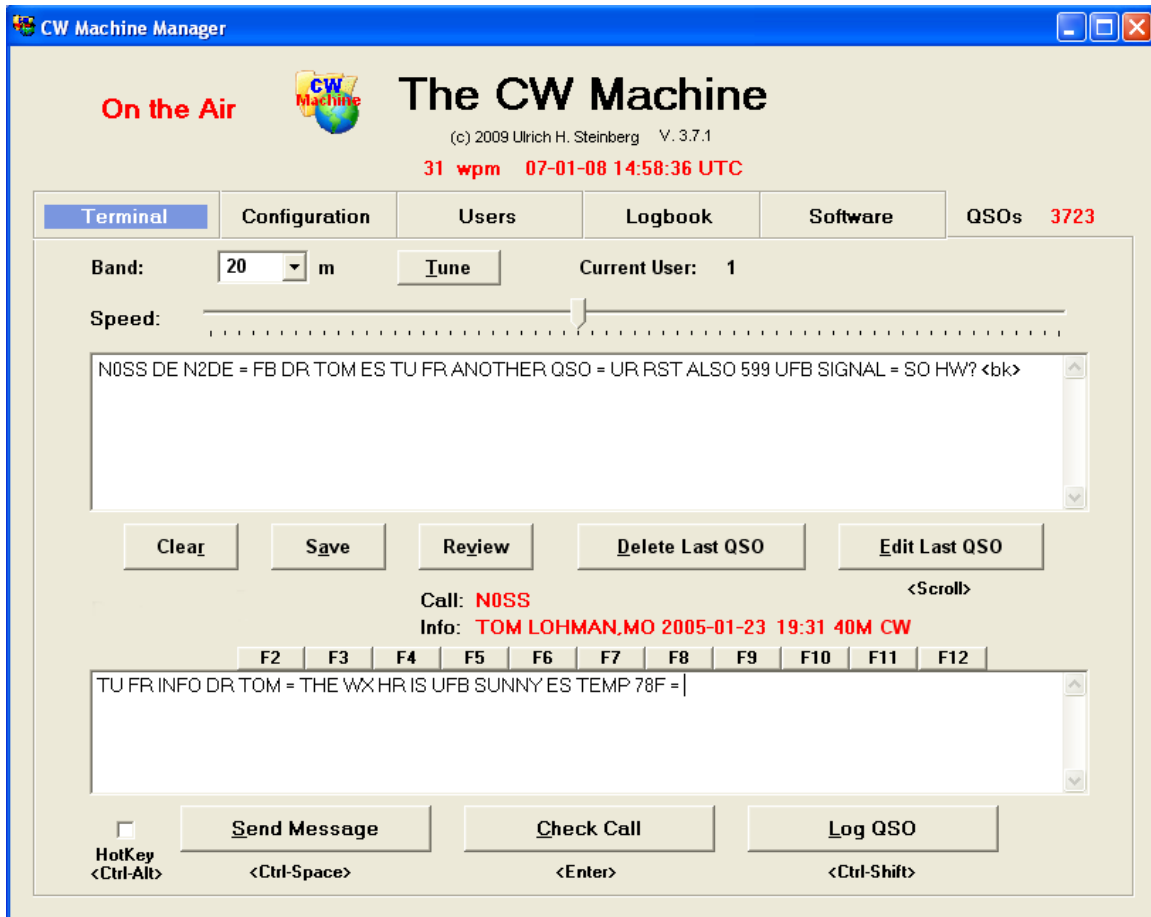 CW Machine Manager
On the Air
CW
Machine
The CW Machine
(c) 2009 Ulrich H. Steinberg V. 3.7.1
31 wpm 07-01-08 14:58:36 UTC
Terminal Configuration Users Logbook Software QSOs 3723
Band: 20 m Tune Current User: 1
Speed:
N0SS DE N2DE = FB DR TOM ES TU FR ANOTHER QSO = UR RST ALSO 599 UFB SIGNAL = SO HW? <bk>
Clear Save Review Delete Last QSO Edit Last QSO
<Scroll>
Call: N0SS
Info: TOM LOHMAN,MO 2005-01-23 19:31 40M CW
F2 F3 F4 F5 F6 F7 F8 F9 F10 F11 F12
TU FR INFO DR TOM = THE WX HR IS UFB SUNNY ES TEMP 78F =
Send Message Check Call Log QSO
HotKey
<Ctrl-Alt> <Ctrl-Space> <Enter> <Ctrl-Shift>